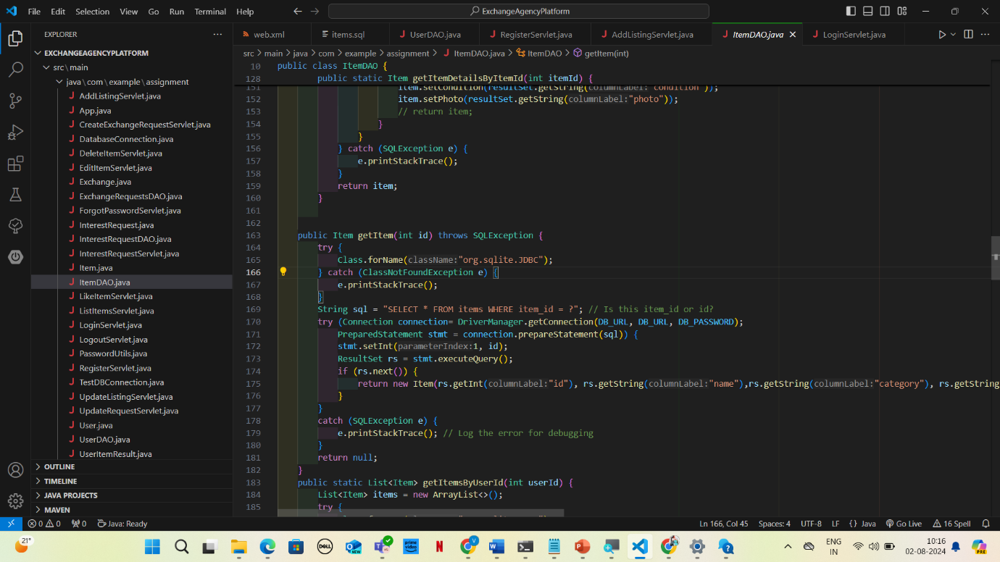 File Edit Selection View Go Run Terminal Help
ExchangeAgencyPlatform
EXPLORER
EXCHANGEAGENCYPLATFORM
src\main
java\com\example\assignment
AddListingServlet.java
App.java
CreateExchangeRequestServlet.java
DatabaseConnection.java
DeleteItemServlet.java
EditItemServlet.java
Exchange.java
ExchangeRequestsDAO.java
ForgotPasswordServlet.java
InterestRequest.java
InterestRequestDAO.java
InterestRequestServlet.java
Item.java
ItemDAO.java
LikeItemServlet.java
ListItemsServlet.java
LoginServlet.java
LogoutServlet.java
PasswordUtils.java
RegisterServlet.java
TestDBConnection.java
UpdateListingServlet.java
UpdateRequestServlet.java
User.java
UserDAO.java
UserItemResult.java
OUTLINE
TIMELINE
JAVA PROJECTS
MAVEN
web.xml items.sql UserDAO.java RegisterServlet.java AddListingServlet.java ItemDAO.java LoginServlet.java
src > main > java > com > example > assignment > ItemDAO.java > ItemDAO > getItem(int)
10 public class ItemDAO {
128 public static Item getItemDetailsByItemId(int itemId) {
151 item.setCondition(resultSet.getString(columnLabel:"condition"));
152 item.setPhoto(resultSet.getString(columnLabel:"photo"));
153 // return item;
154 }
155 }
156 } catch (SQLException e) {
157 e.printStackTrace();
158 }
159 return item;
160 }
161
162
163 public Item getItem(int id) throws SQLException {
164 try {
165 Class.forName(className:"org.sqlite.JDBC");
166 } catch (ClassNotFoundException e) {
167 e.printStackTrace();
168 }
169 String sql = "SELECT * FROM items WHERE item_id = ?"; // Is this item_id or id?
170 try (Connection connection= DriverManager.getConnection(DB_URL, DB_URL, DB_PASSWORD);
171 PreparedStatement stmt = connection.prepareStatement(sql)) {
172 stmt.setInt(parameterIndex:1, id);
173 ResultSet rs = stmt.executeQuery();
174 if (rs.next()) {
175 return new Item(rs.getInt(columnLabel:"id"), rs.getString(columnLabel:"name"),rs.getString(columnLabel:"category"), rs.getString
176 }
177 }
178 catch (SQLException e) {
179 e.printStackTrace(); // Log the error for debugging
180 }
181 return null;
182 }
183 public static List<Item> getItemsByUserId(int userId) {
184 List<Item> items = new ArrayList<>();
185 try {
0 0 0 Java: Ready Ln 166, Col 45 Spaces: 4 UTF-8 LF {} Java Go Live 16 Spell
21° DELL NEW prime video N ENG IN 10:16 02-08-2024 PRE